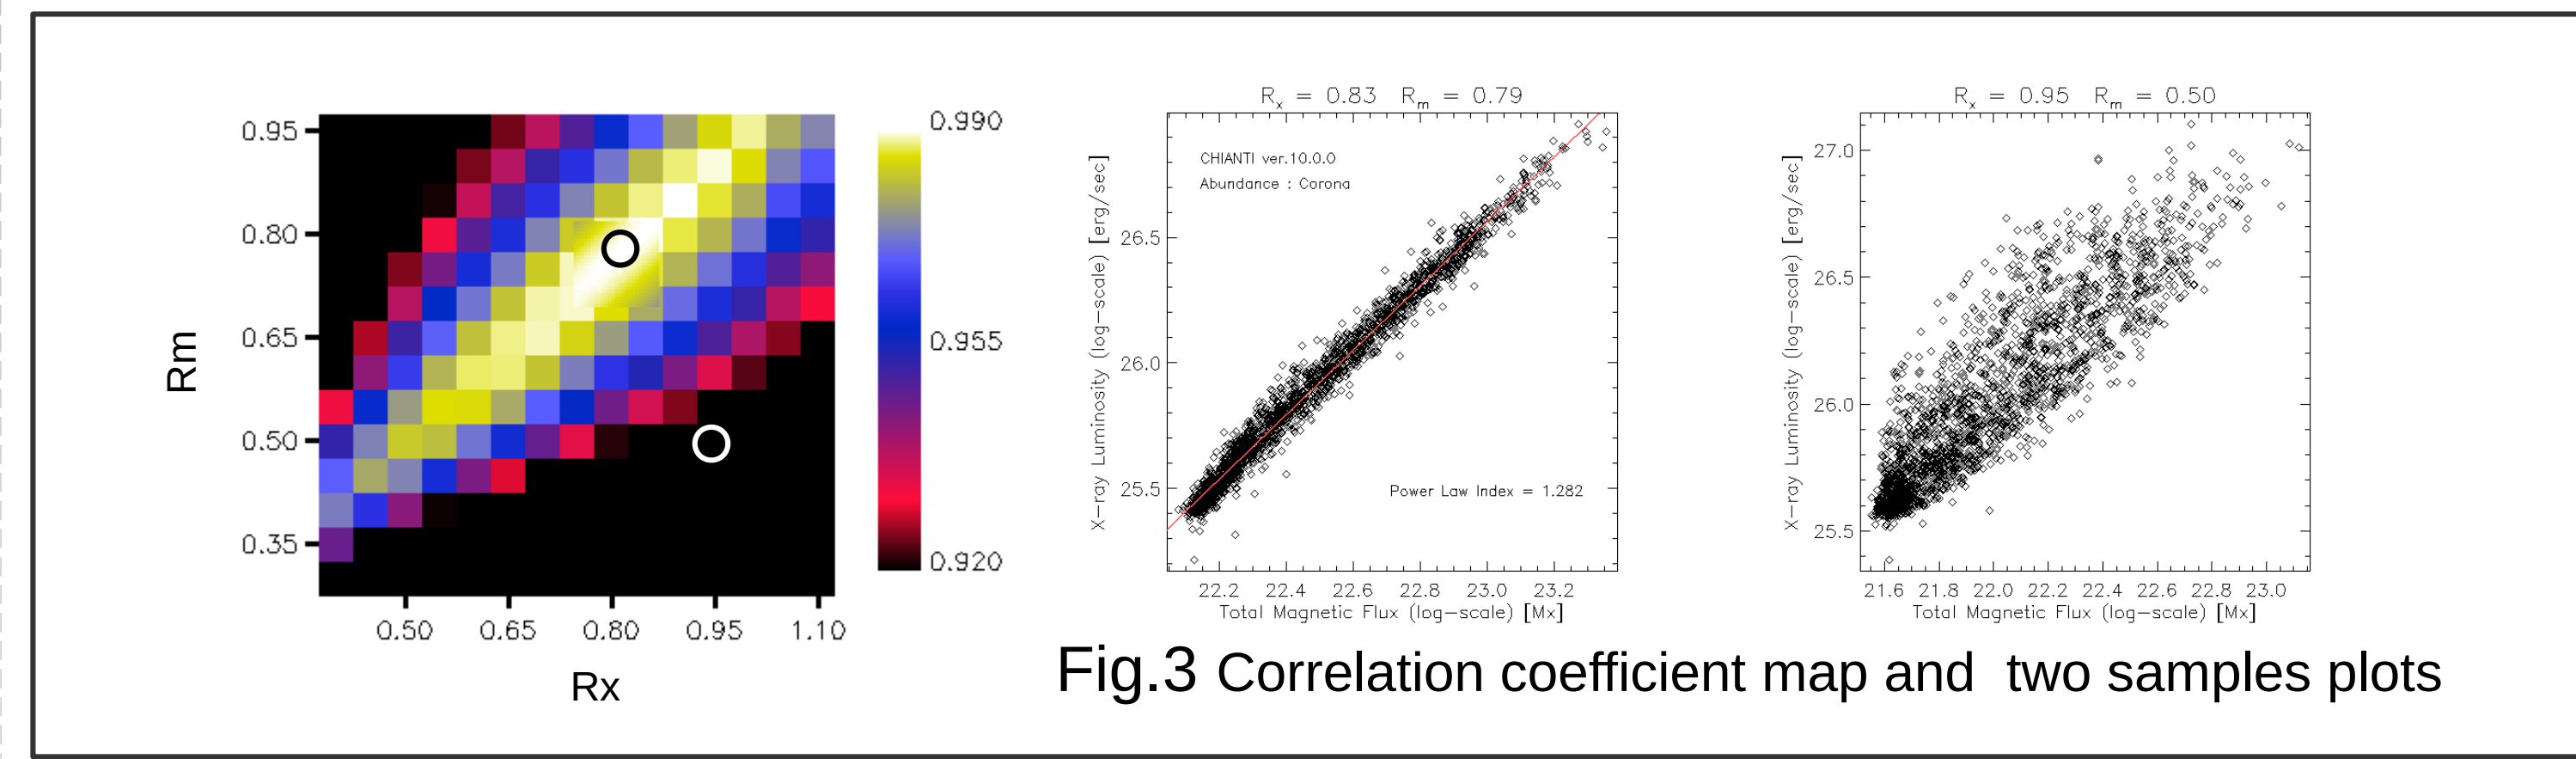 0.95
0.80
0.65
0.50
0.35
Rm
0.50 0.65 0.80 0.95 1.10
Rx
0.990
0.955
0.920
Rx = 0.83 Rm = 0.79
CHIANTI ver.10.0.0
Abundance : Corona
Power Law Index = 1.282
X-ray Luminosity (log-scale) [erg/sec]
26.5
26.0
25.5
22.2 22.4 22.6 22.8 23.0 23.2
Total Magnetic Flux (log-scale) [Mx]
Rx = 0.95 Rm = 0.50
X-ray Luminosity (log-scale) [erg/sec]
27.0
26.5
26.0
25.5
21.6 21.8 22.0 22.2 22.4 22.6 22.8 23.0
Total Magnetic Flux (log-scale) [Mx]
Fig.3 Correlation coefficient map and two samples plots